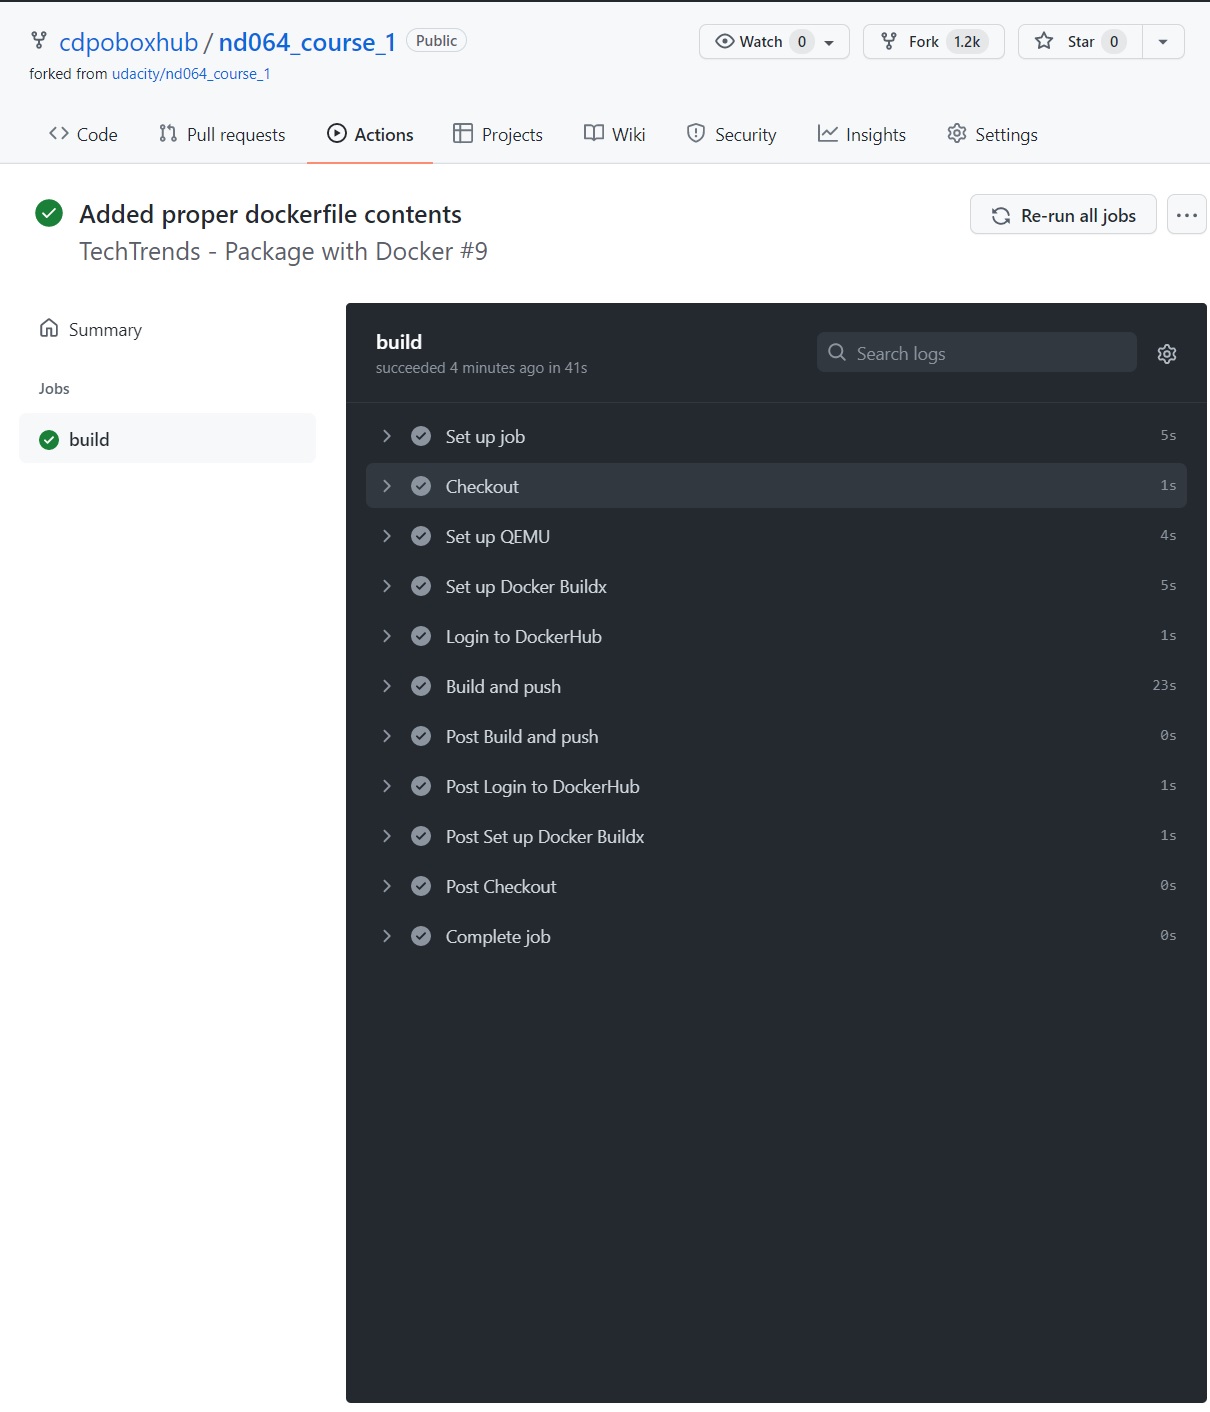 cdpoboxhub / nd064_course_1 Public Watch 0 Fork 1.2k Star 0
forked from udacity/nd064_course_1
Code Pull requests Actions Projects Wiki Security Insights Settings
Added proper dockerfile contents Re-run all jobs ...
TechTrends - Package with Docker #9
Summary
Jobs
build
build
succeeded 4 minutes ago in 41s
Search logs
Set up job 5s
Checkout 1s
Set up QEMU 4s
Set up Docker Buildx 5s
Login to DockerHub 1s
Build and push 23s
Post Build and push 0s
Post Login to DockerHub 1s
Post Set up Docker Buildx 1s
Post Checkout 0s
Complete job 0s